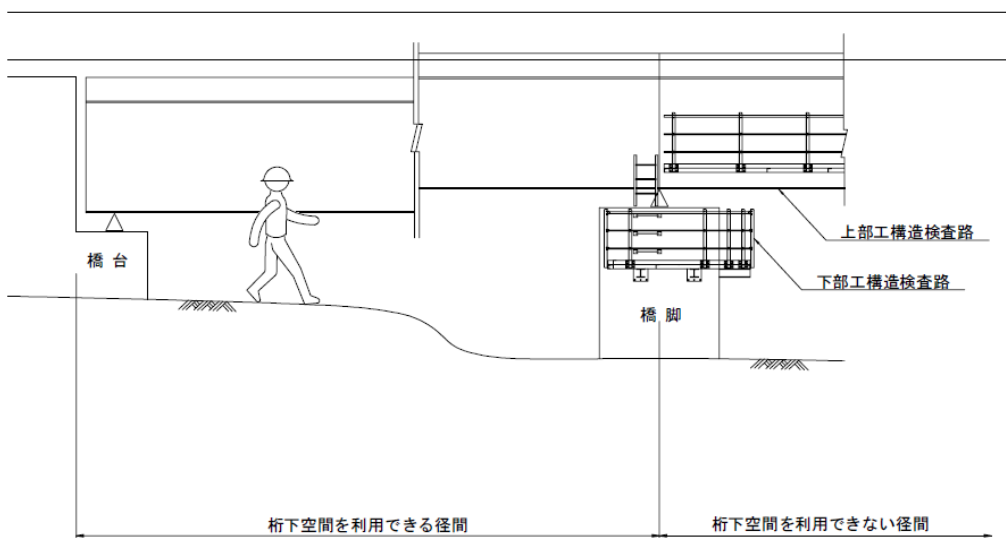 上部工構造検査路
橋 台
下部工構造検査路
橋 脚
桁下空間を利用できる径間
桁下空間を利用できない径間